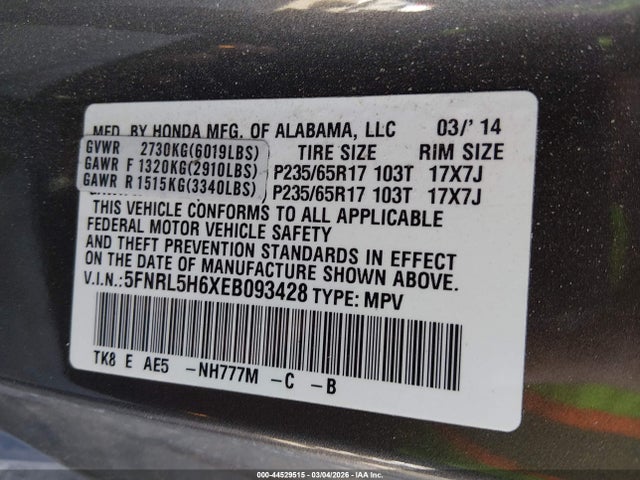 MFD. BY HONDA MFG. OF ALABAMA, LLC 03/' 14
GVWR 2730KG(6019LBS) TIRE SIZE RIM SIZE
GAWR F 1320KG(2910LBS) P235/65R17 103T 17X7J
GAWR R 1515KG(3340LBS) P235/65R17 103T 17X7J
THIS VEHICLE CONFORMS TO ALL APPLICABLE
FEDERAL MOTOR VEHICLE SAFETY
AND THEFT PREVENTION STANDARDS IN EFFECT
ON THE DATE OF MANUFACTURE SHOWN ABOVE.
V.I.N.:5FNRL5H6XEB093428 TYPE: MPV
TK8 E AE5 -NH777M -C -B
000-44529515 - 03/04/2026 - IAA Inc.